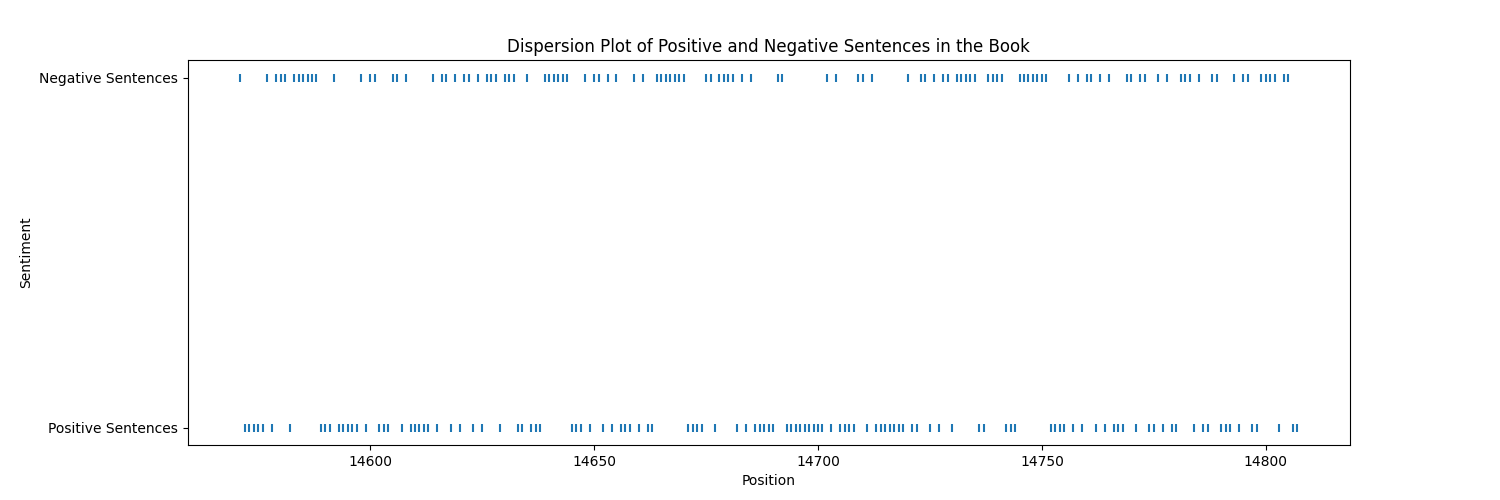 Dispersion Plot of Positive and Negative Sentences in the Book
Negative Sentences
Sentiment
Positive Sentences
14600 14650 14700 14750 14800
Position